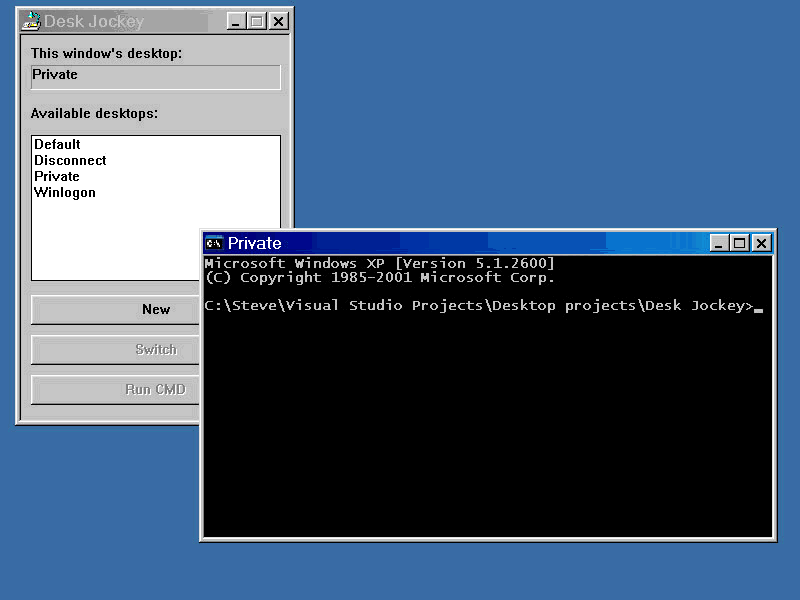 Desk Jockey
This window's desktop:
Private
Available desktops:
Default
Disconnect
Private
Winlogon
New
Switch
Run CMD
Private
Microsoft Windows XP [Version 5.1.2600]
(C) Copyright 1985-2001 Microsoft Corp.
C:\Steve\Visual Studio Projects\Desktop projects\Desk Jockey>_